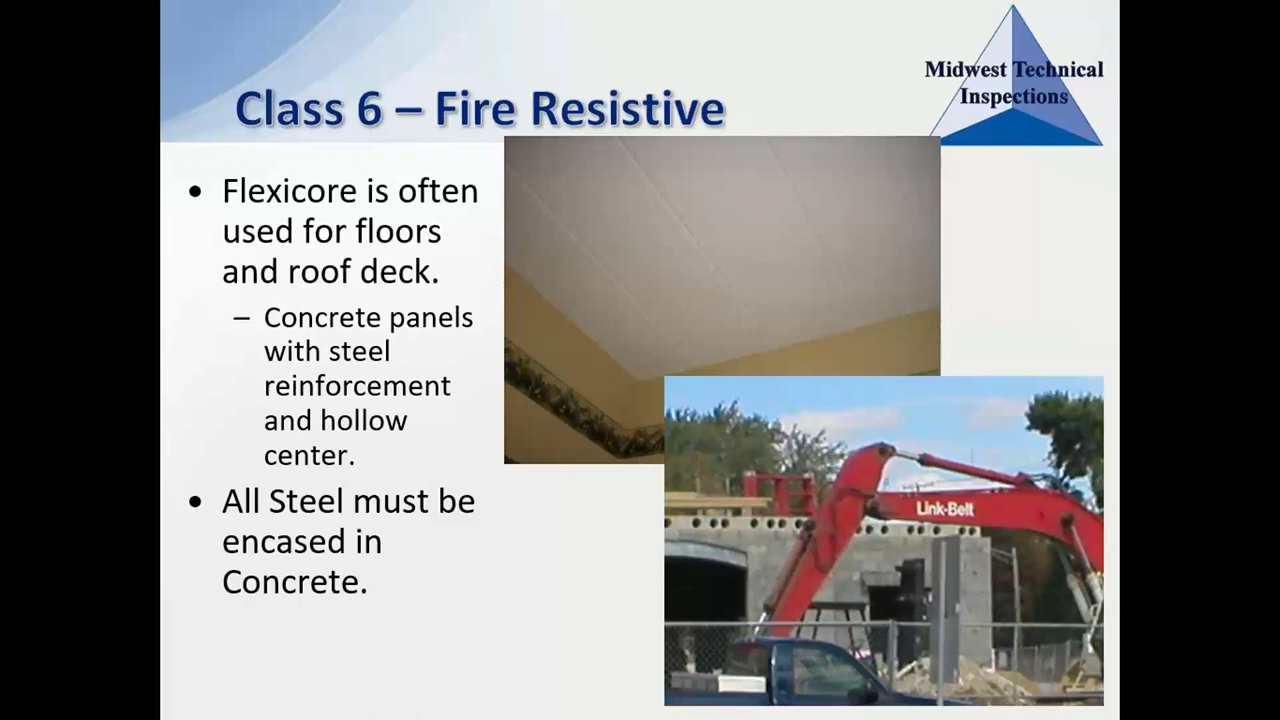 Midwest Technical
Inspections
Class 6 – Fire Resistive
• Flexicore is often
used for floors
and roof deck.
– Concrete panels
with steel
reinforcement
and hollow
center.
• All Steel must be
encased in
Concrete.
Link-Belt